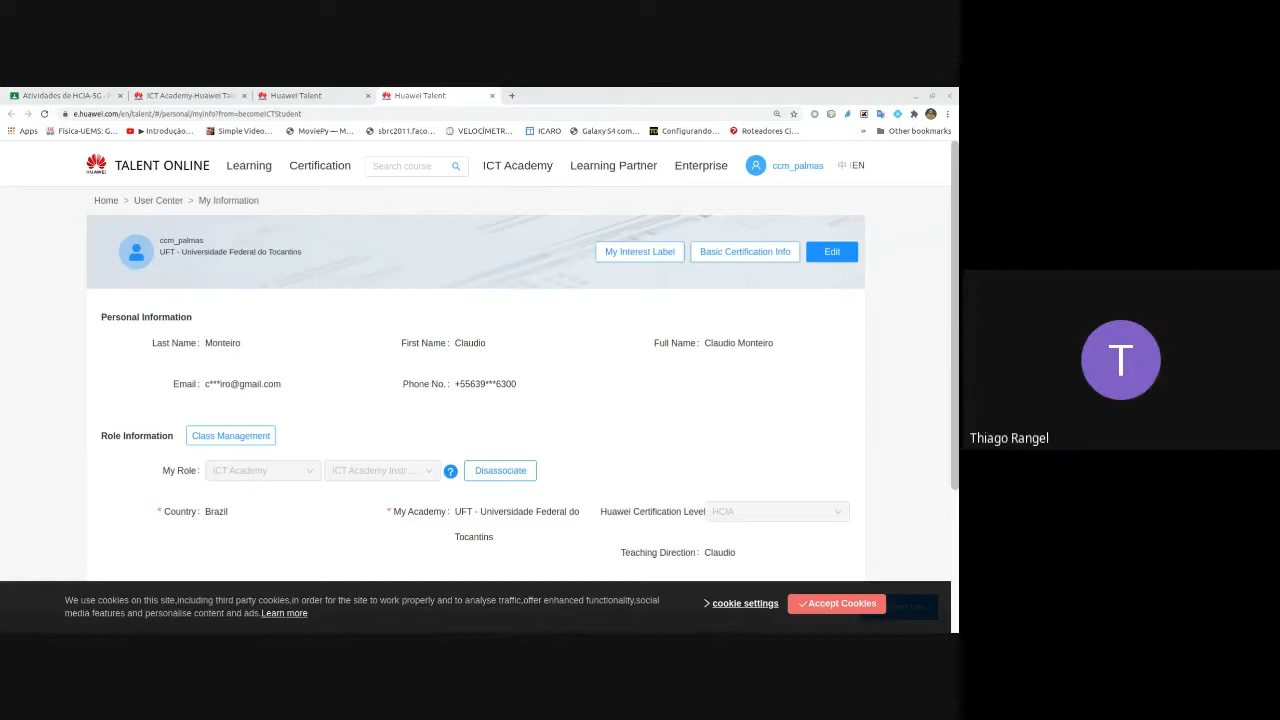 Atividades de HCIA-5G - P
ICT Academy-Huawei Tal
Huawei Talent
Huawei Talent
e.huawei.com/en/talent/#/personal/myinfo?from=becomeICTStudent
Apps
Física-UEMS: G...
Introdução...
Simple Video...
MoviePy — M...
sbrc2011.faco...
VELOCÍMETR...
ICARO
Galaxy S4 com...
Configurando...
Roteadores Ci...
» Other bookmarks
HUAWEI
TALENT ONLINE
Learning
Certification
Search course
ICT Academy
Learning Partner
Enterprise
ccm_palmas
中 | EN
Home > User Center > My Information
ccm_palmas
UFT - Universidade Federal do Tocantins
My Interest Label
Basic Certification Info
Edit
Personal Information
Last Name : Monteiro
First Name : Claudio
Full Name : Claudio Monteiro
Email : c***iro@gmail.com
Phone No. : +55639***6300
Role Information
Class Management
My Role :
ICT Academy
ICT Academy Instr...
?
Disassociate
* Country : Brazil
* My Academy : UFT - Universidade Federal do
Tocantins
Huawei Certification Level
HCIA
Teaching Direction : Claudio
We use cookies on this site,including third party cookies,in order for the site to work properly and to analyse traffic,offer enhanced functionality,social
media features and personalise content and ads.Learn more
cookie settings
Accept Cookies
T
Thiago Rangel